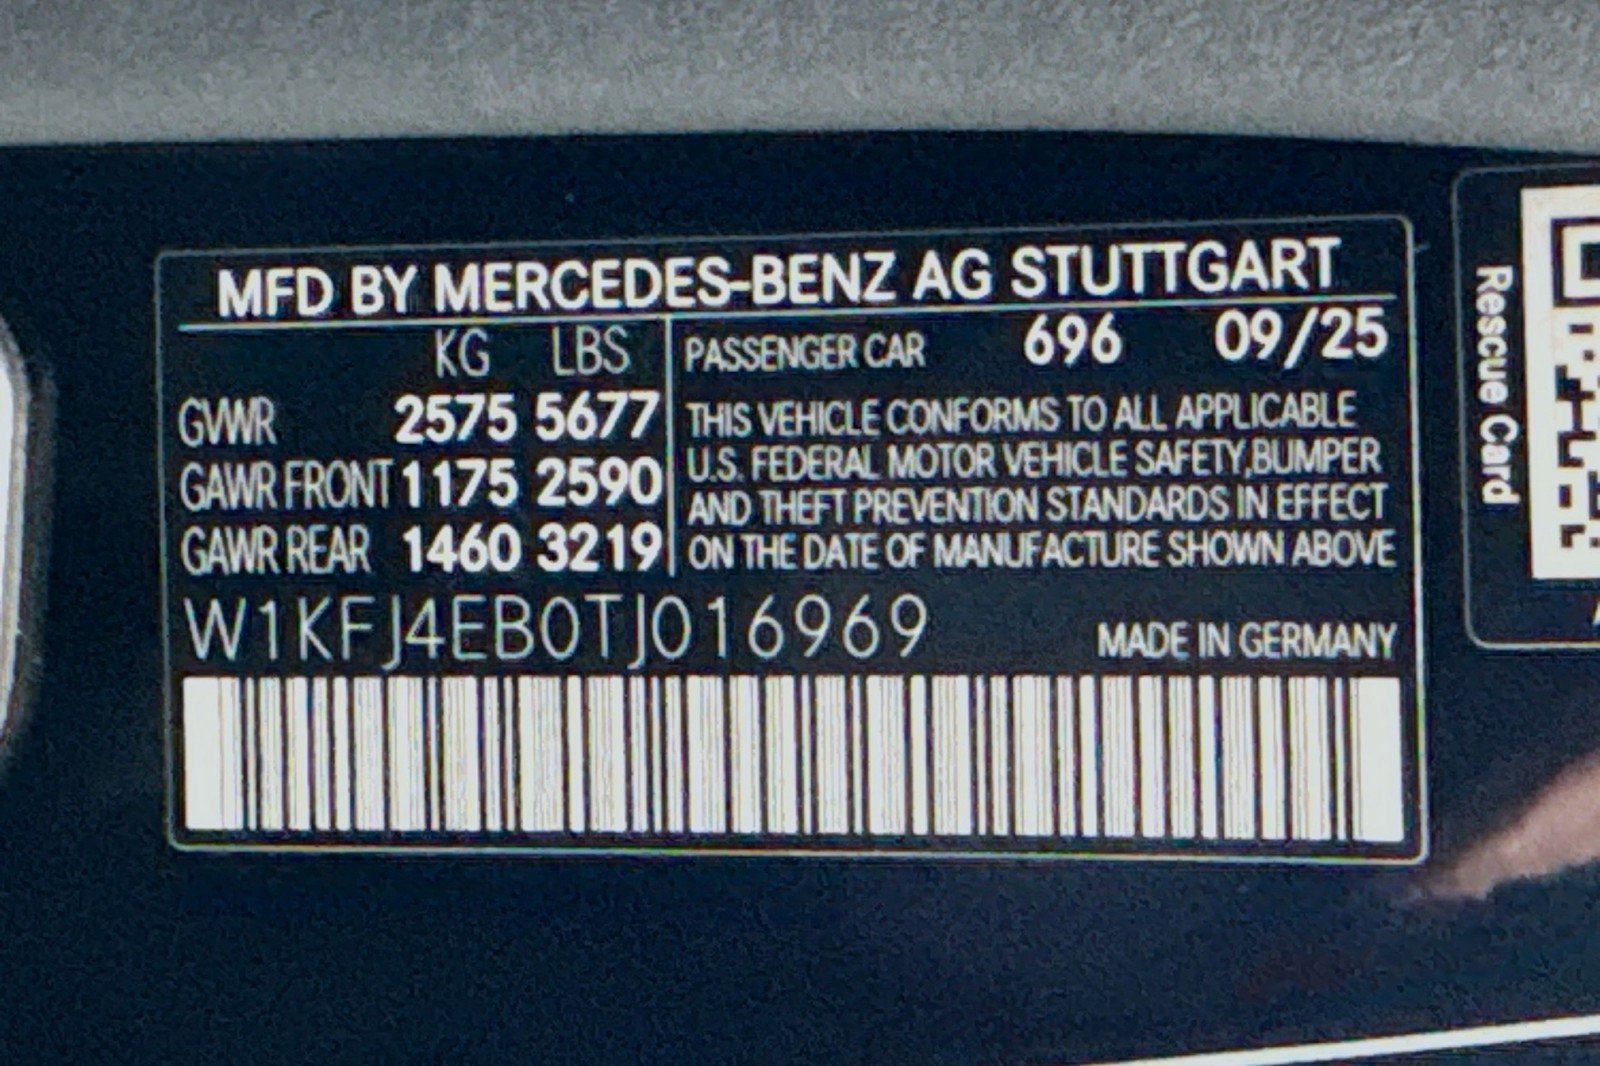 MFD BY MERCEDES-BENZ AG STUTTGART
KG LBS
GVWR 2575 5677
GAWR FRONT 1175 2590
GAWR REAR 1460 3219
PASSENGER CAR 696 09/25
THIS VEHICLE CONFORMS TO ALL APPLICABLE
U.S. FEDERAL MOTOR VEHICLE SAFETY,BUMPER
AND THEFT PREVENTION STANDARDS IN EFFECT
ON THE DATE OF MANUFACTURE SHOWN ABOVE
W1KFJ4EB0TJ016969
MADE IN GERMANY
Rescue Card